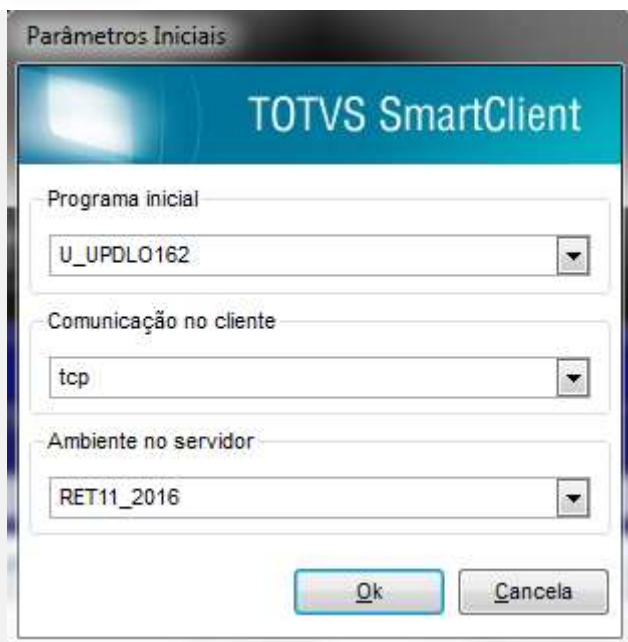 Parâmetros Iniciais
TOTVS SmartClient
Programa inicial
U_UPDLO162
Comunicação no cliente
tcp
Ambiente no servidor
RET11_2016
Ok
Cancela